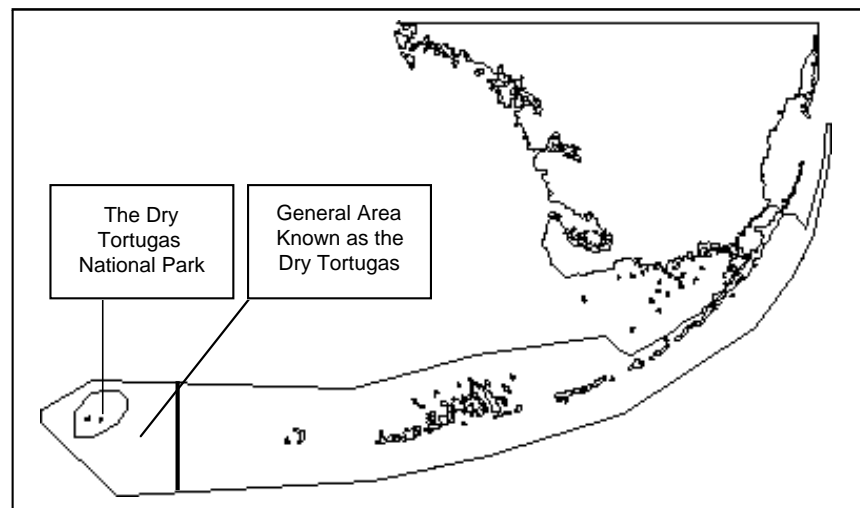 The Dry
Tortugas
National Park
General Area
Known as the
Dry Tortugas